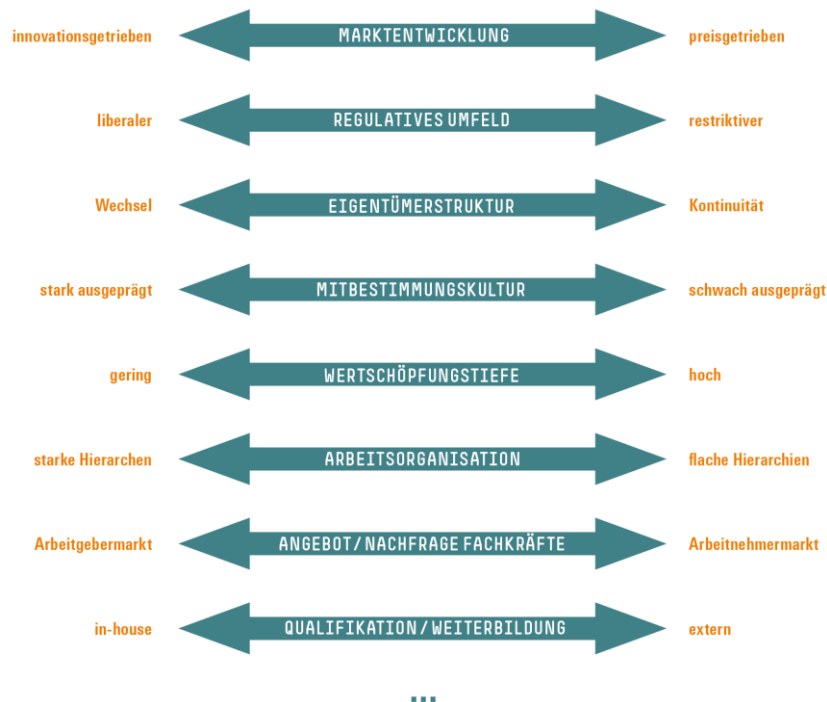 innovationsgetrieben MARKTENTWICKLUNG preisgetrieben
liberaler REGULATIVES UMFELD restriktiver
Wechsel EIGENTÜMERSTRUKTUR Kontinuität
stark ausgeprägt MITBESTIMMUNGSKULTUR schwach ausgeprägt
gering WERTSCHÖPFUNGSTIEFE hoch
starke Hierarchen ARBEITSORGANISATION flache Hierarchien
Arbeitgebermarkt ANGEBOT/NACHFRAGE FACHKRÄFTE Arbeitnehmermarkt
in-house QUALIFIKATION/WEITERBILDUNG extern
...